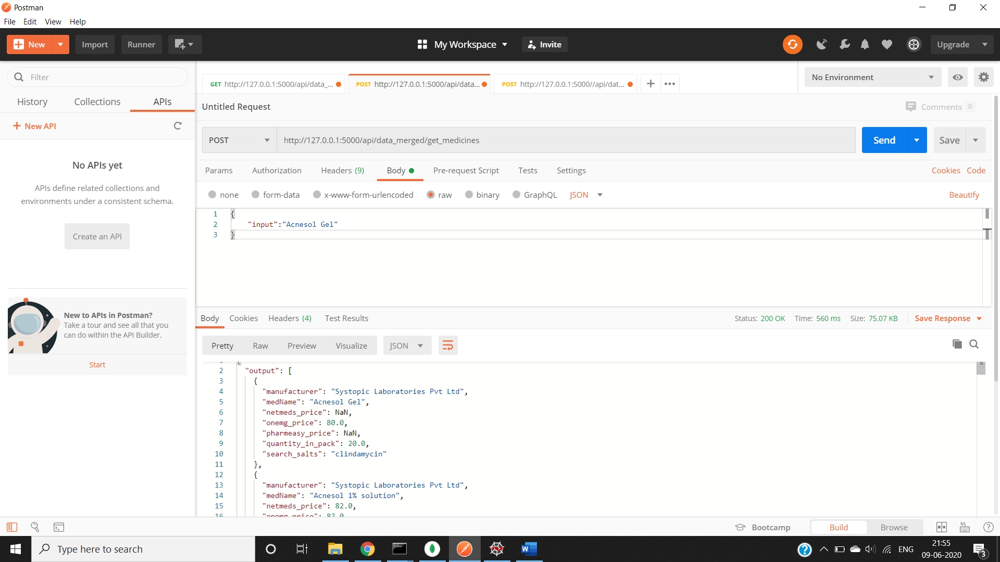 Postman
File Edit View Help
New Import Runner My Workspace Invite Upgrade
Filter
History Collections APIs
+ New API
No APIs yet
APIs define related collections and
environments under a consistent schema.
Create an API
New to APIs in Postman?
Take a tour and see all that you
can do within the API Builder.
Start
GET http://127.0.0.1:5000/api/data_... POST http://127.0.0.1:5000/api/data... POST http://127.0.0.1:5000//api/dat... + •••
No Environment
Untitled Request
Comments 0
POST http://127.0.0.1:5000/api/data_merged/get_medicines Send Save
Params Authorization Headers (9) Body Pre-request Script Tests Settings Cookies Code
none form-data x-www-form-urlencoded raw binary GraphQL JSON Beautify
1 {
2 "input":"Acnesol Gel"
3 }
Body Cookies Headers (4) Test Results Status: 200 OK Time: 560 ms Size: 75.07 KB Save Response
Pretty Raw Preview Visualize JSON
1 {
2 "output": [
3 {
4 "manufacturer": "Systopic Laboratories Pvt Ltd",
5 "medName": "Acnesol Gel",
6 "netmeds_price": NaN,
7 "onemg_price": 80.0,
8 "pharmeasy_price": NaN,
9 "quantity_in_pack": 20.0,
10 "search_salts": "clindamycin"
11 },
12 {
13 "manufacturer": "Systopic Laboratories Pvt Ltd",
14 "medName": "Acnesol 1% solution",
15 "netmeds_price": 82.0,
16 "onemg_price": 82.0
Bootcamp Build Browse
Type here to search
ENG
21:55
09-06-2020
3